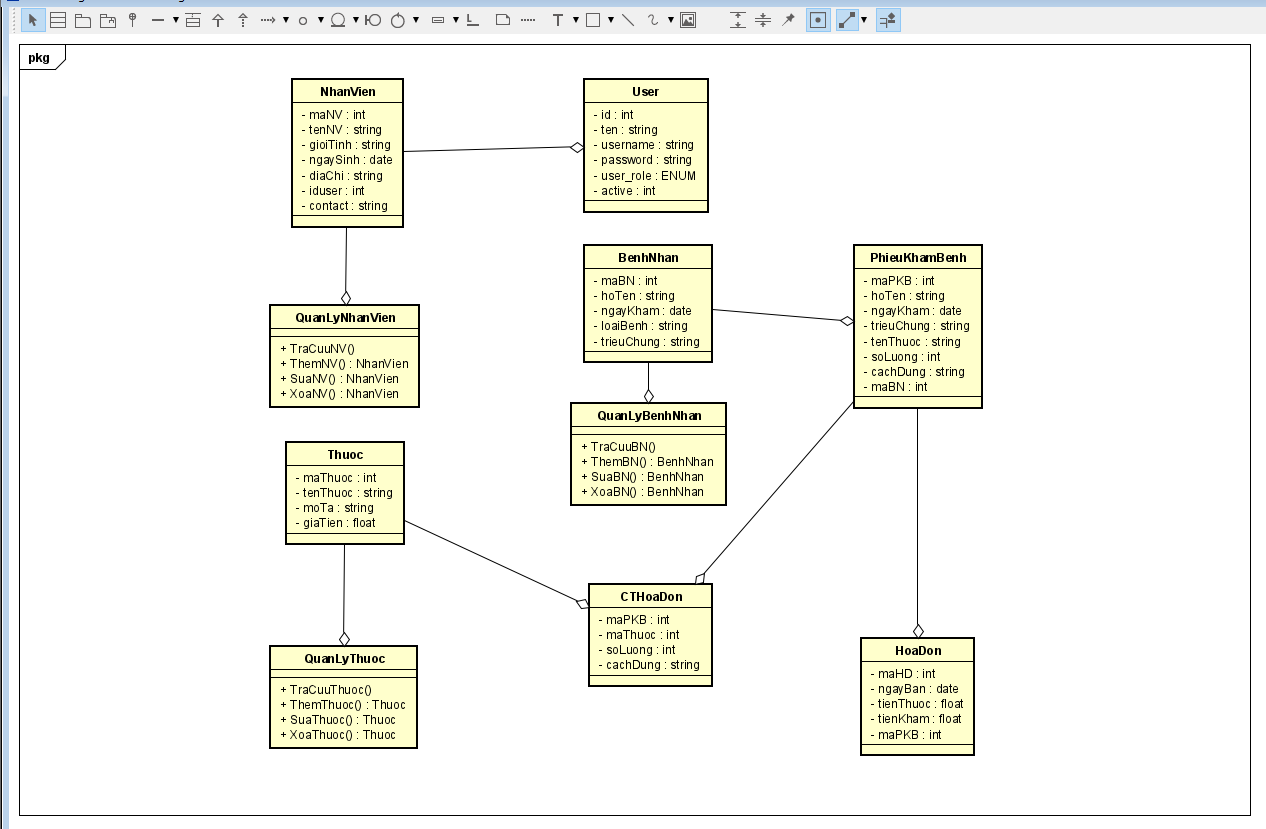 pkg
NhanVien
- maNV : int
- tenNV : string
- gioiTinh : string
- ngaySinh : date
- diaChi : string
- iduser : int
- contact : string
User
- id : int
- ten : string
- username : string
- password : string
- user_role : ENUM
- active : int
BenhNhan
- maBN : int
- hoTen : string
- ngayKham : date
- loaiBenh : string
- trieuChung : string
PhieuKhamBenh
- maPKB : int
- hoTen : string
- ngayKham : date
- trieuChung : string
- tenThuoc : string
- soLuong : int
- cachDung : string
- maBN : int
QuanLyNhanVien
+ TraCuuNV()
+ ThemNV() : NhanVien
+ SuaNV() : NhanVien
+ XoaNV() : NhanVien
QuanLyBenhNhan
+ TraCuuBN()
+ ThemBN() : BenhNhan
+ SuaBN() : BenhNhan
+ XoaBN() : BenhNhan
Thuoc
- maThuoc : int
- tenThuoc : string
- moTa : string
- giaTien : float
CTHoaDon
- maPKB : int
- maThuoc : int
- soLuong : int
- cachDung : string
QuanLyThuoc
+ TraCuuThuoc()
+ ThemThuoc() : Thuoc
+ SuaThuoc() : Thuoc
+ XoaThuoc() : Thuoc
HoaDon
- maHD : int
- ngayBan : date
- tienThuoc : float
- tienKham : float
- maPKB : int